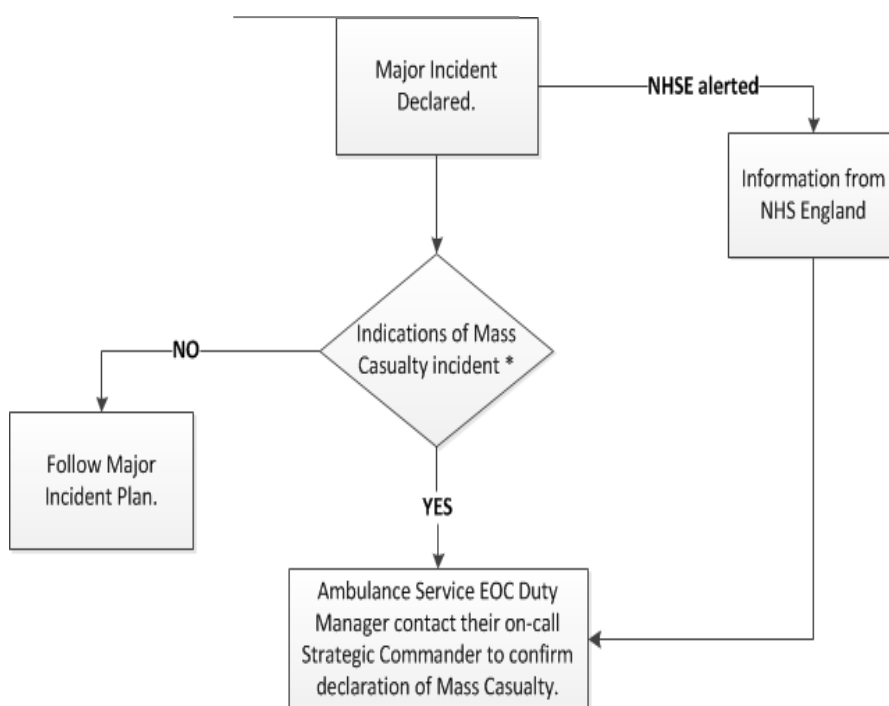 Major Incident
Declared.
NHSE alerted
Information from
NHS England
Indications of Mass
Casualty incident *
NO
Follow Major
Incident Plan.
YES
Ambulance Service EOC Duty
Manager contact their on-call
Strategic Commander to confirm
declaration of Mass Casualty.